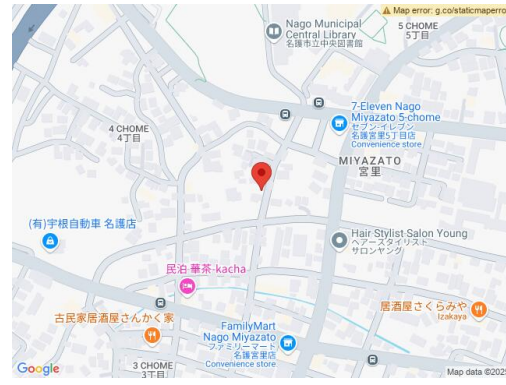 Map error: g.co/staticmaperro
Nago Municipal
Central Library
名護市立中央図書館
5 CHOME
5丁目
7-Eleven Nago
Miyazato 5-chome
セブン-イレブン
名護宮里5丁目店
Convenience store
4 CHOME
4丁目
MIYAZATO
宮里
(有)宇根自動車 名護店
Hair Stylist Salon Young
ヘアースタイリスト
サロンヤング
民泊 華茶-kacha
居酒屋さくらみや
Izakaya
古民家居酒屋さんかく家
FamilyMart
Nago Miyazato
ファミリーマート
名護宮里店
Convenience store
3 CHOME
3丁目
Google
Map data ©2025